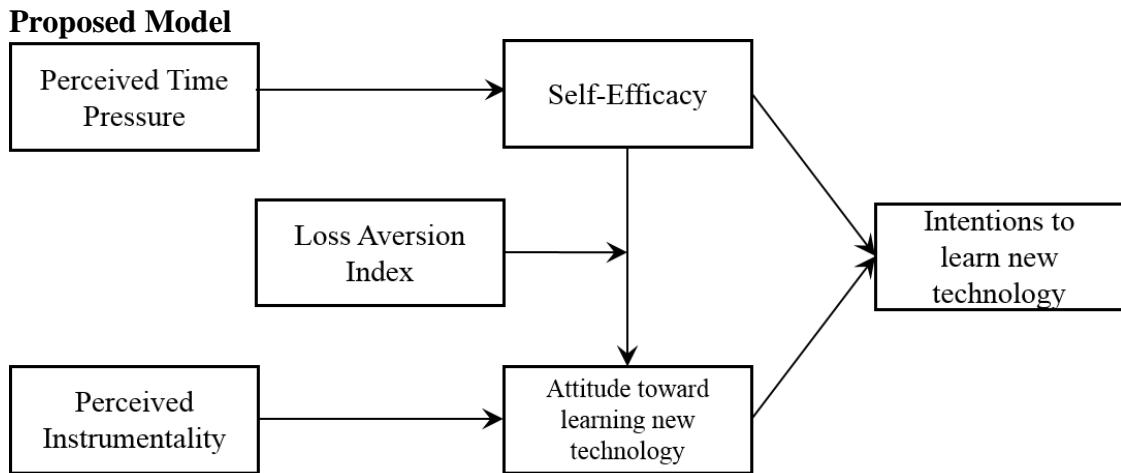 Proposed Model
Perceived Time
Pressure
Self-Efficacy
Loss Aversion
Index
Intentions to
learn new
technology
Perceived
Instrumentality
Attitude toward
learning new
technology